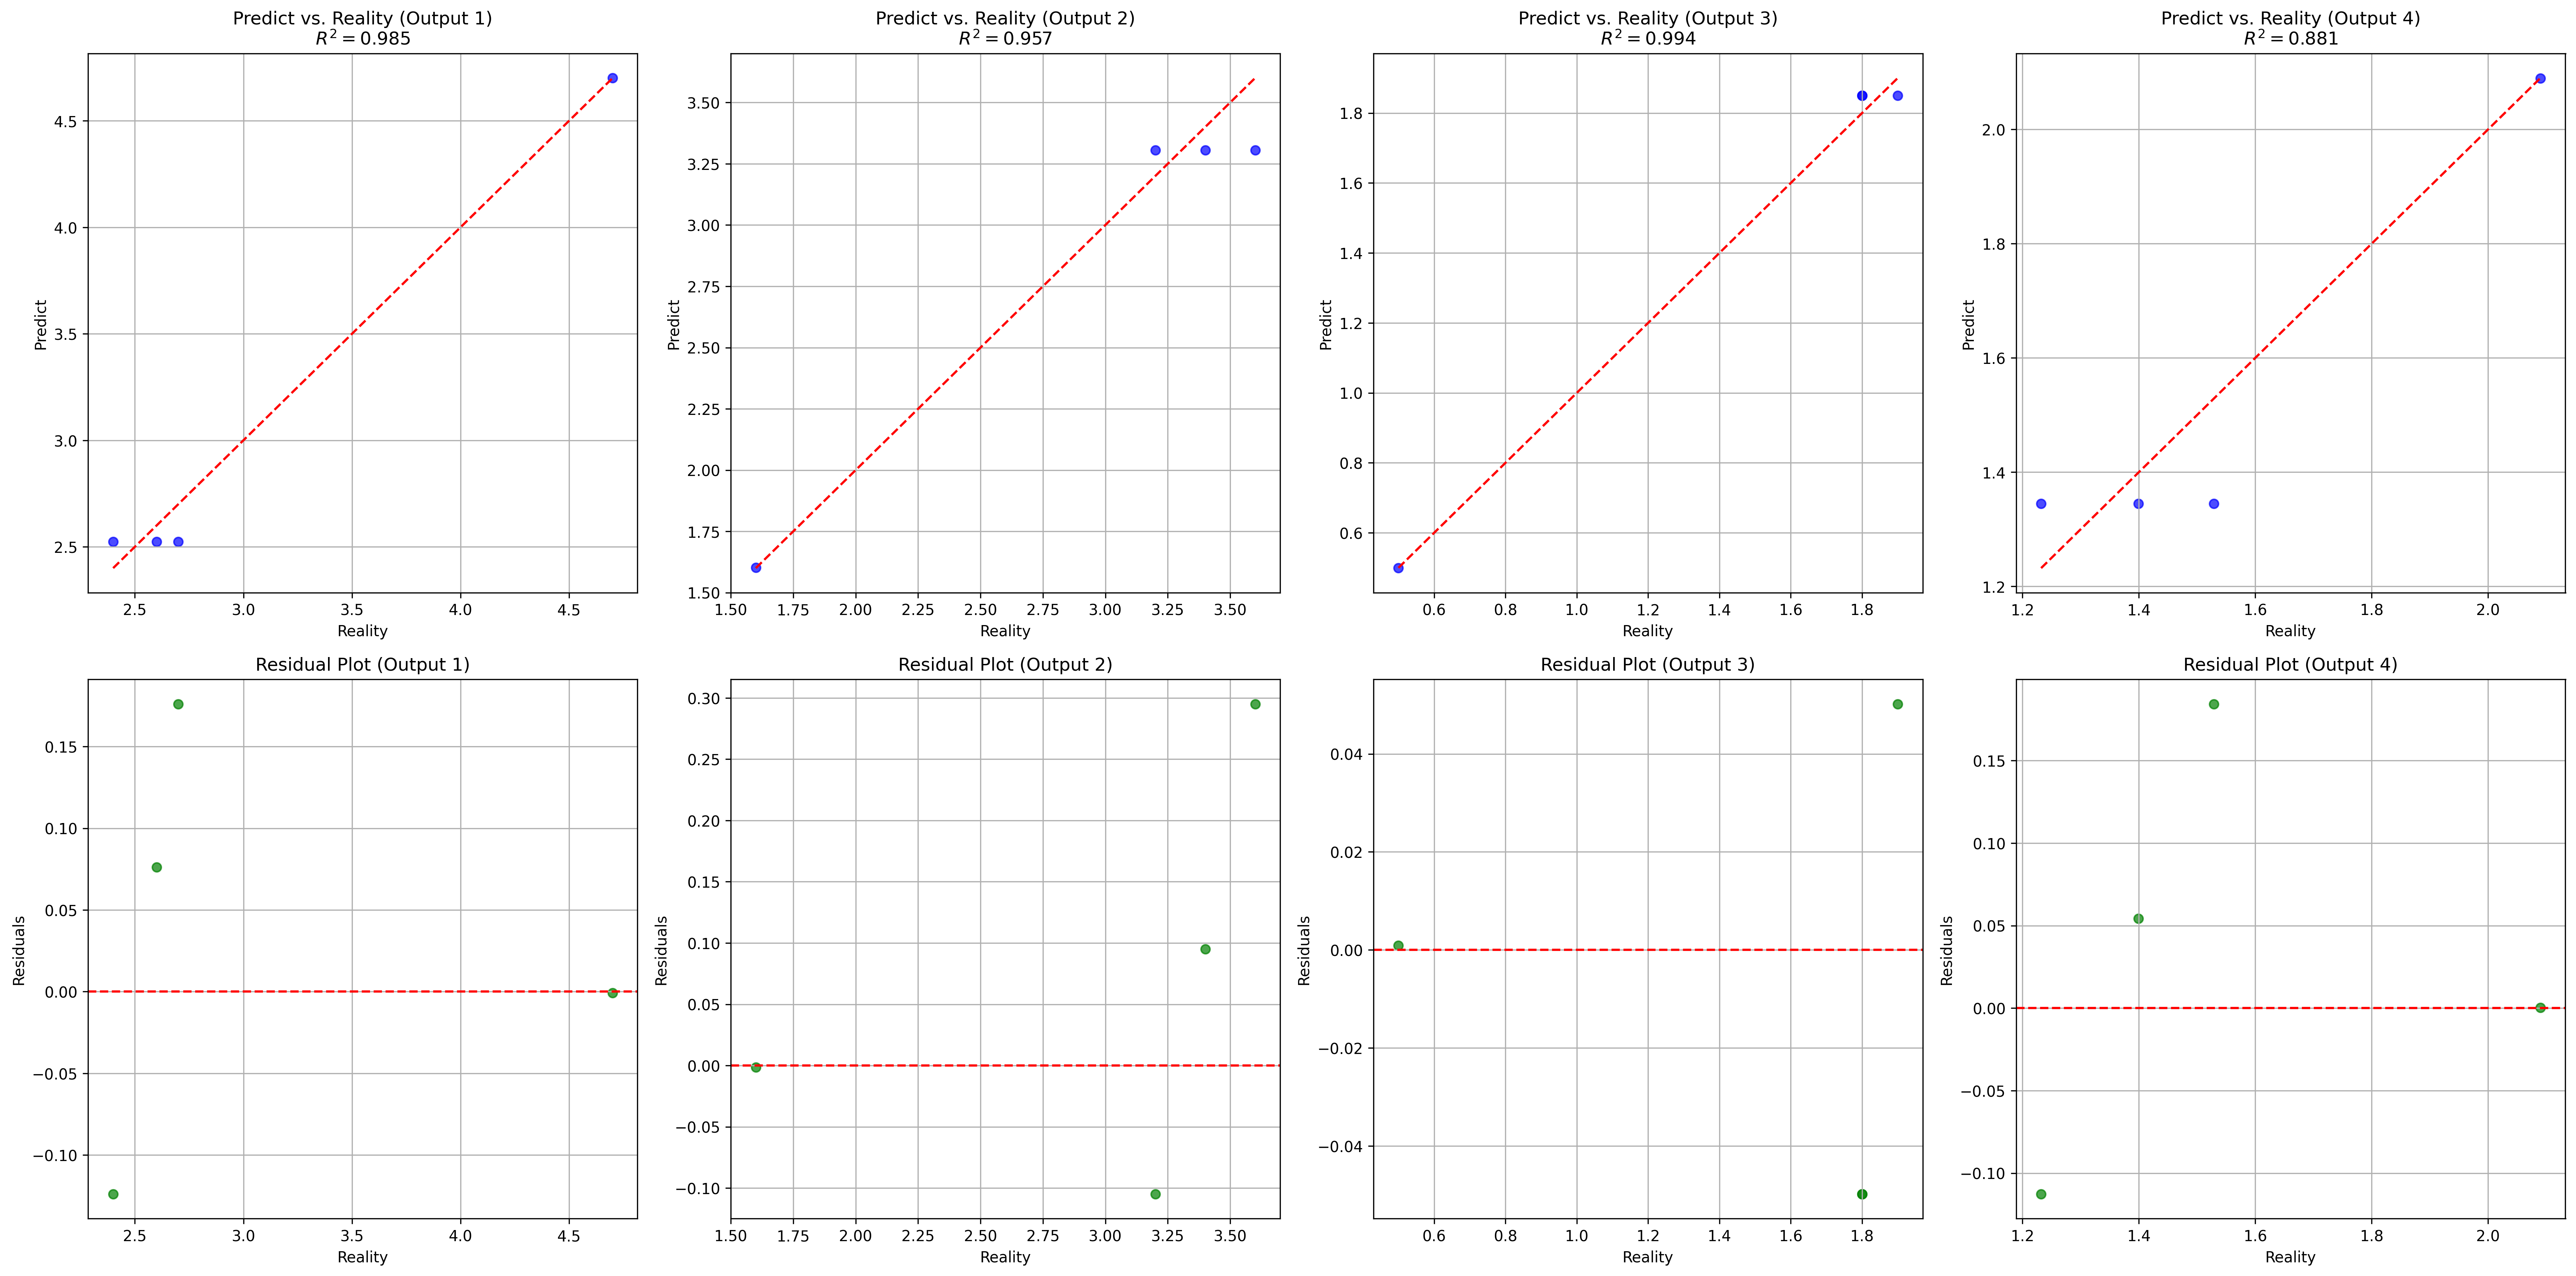 Predict vs. Reality (Output 1)
R² = 0.985
4.5
4.0
3.5
3.0
2.5
Predict
2.5 3.0 3.5 4.0 4.5
Reality
Predict vs. Reality (Output 2)
R² = 0.957
3.50
3.25
3.00
2.75
2.50
2.25
2.00
1.75
1.50
Predict
1.50 1.75 2.00 2.25 2.50 2.75 3.00 3.25 3.50
Reality
Predict vs. Reality (Output 3)
R² = 0.994
1.8
1.6
1.4
1.2
1.0
0.8
0.6
Predict
0.6 0.8 1.0 1.2 1.4 1.6 1.8
Reality
Predict vs. Reality (Output 4)
R² = 0.881
2.0
1.8
1.6
1.4
1.2
Predict
1.2 1.4 1.6 1.8 2.0
Reality
Residual Plot (Output 1)
0.15
0.10
0.05
0.00
−0.05
−0.10
Residuals
2.5 3.0 3.5 4.0 4.5
Reality
Residual Plot (Output 2)
0.30
0.25
0.20
0.15
0.10
0.05
0.00
−0.05
−0.10
Residuals
1.50 1.75 2.00 2.25 2.50 2.75 3.00 3.25 3.50
Reality
Residual Plot (Output 3)
0.04
0.02
0.00
−0.02
−0.04
Residuals
0.6 0.8 1.0 1.2 1.4 1.6 1.8
Reality
Residual Plot (Output 4)
0.15
0.10
0.05
0.00
−0.05
−0.10
Residuals
1.2 1.4 1.6 1.8 2.0
Reality